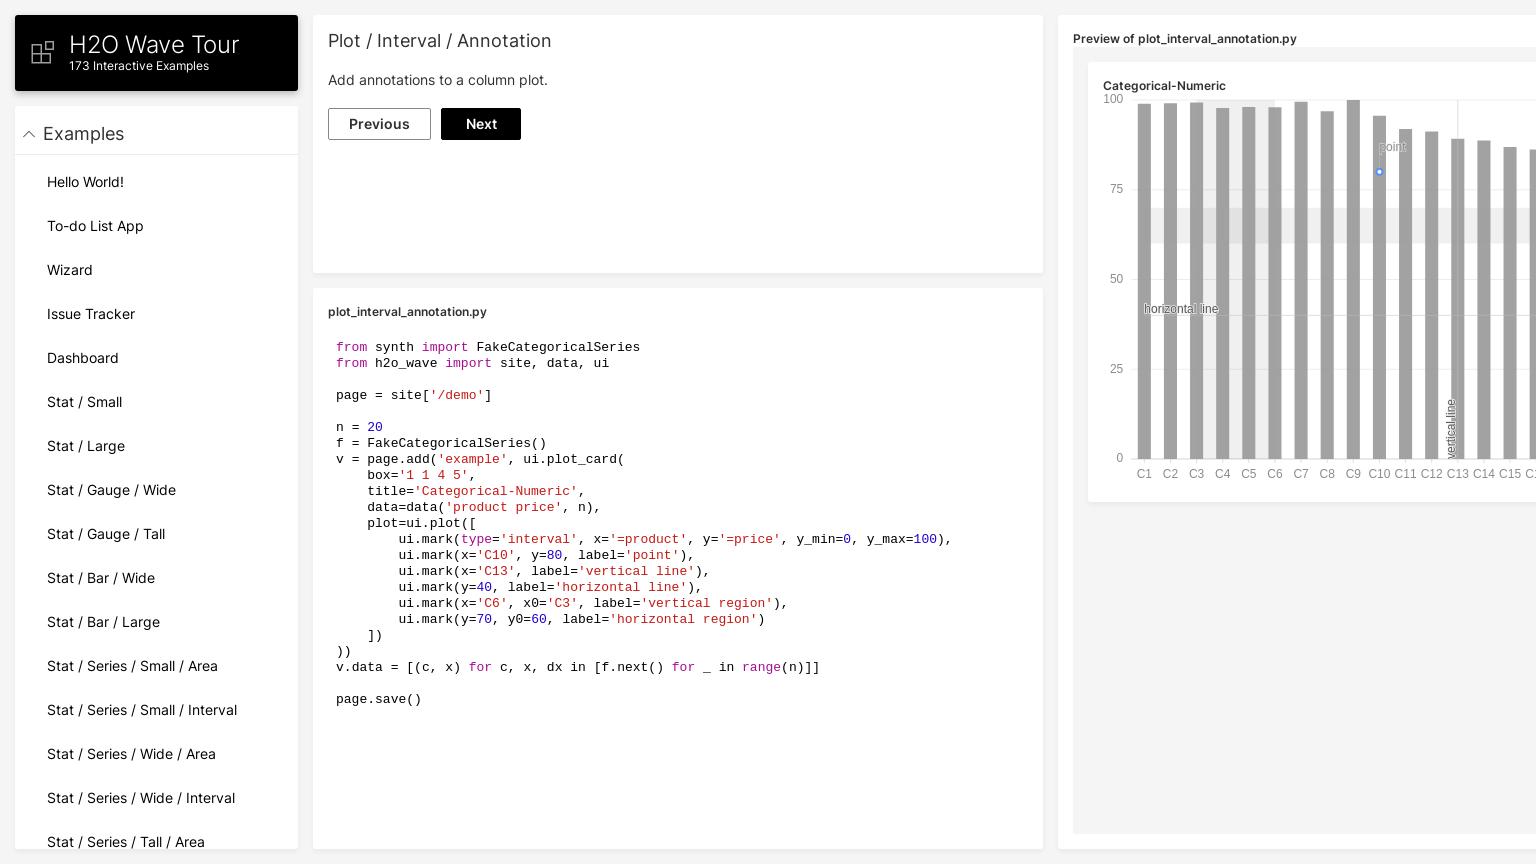 H2O Wave Tour
173 Interactive Examples
Examples
Hello World!
To-do List App
Wizard
Issue Tracker
Dashboard
Stat / Small
Stat / Large
Stat / Gauge / Wide
Stat / Gauge / Tall
Stat / Bar / Wide
Stat / Bar / Large
Stat / Series / Small / Area
Stat / Series / Small / Interval
Stat / Series / Wide / Area
Stat / Series / Wide / Interval
Stat / Series / Tall / Area
Plot / Interval / Annotation
Add annotations to a column plot.
Previous Next
plot_interval_annotation.py
from synth import FakeCategoricalSeries
from h2o_wave import site, data, ui
page = site['/demo']
n = 20
f = FakeCategoricalSeries()
v = page.add('example', ui.plot_card(
box='1 1 4 5',
title='Categorical-Numeric',
data=data('product price', n),
plot=ui.plot([
ui.mark(type='interval', x='=product', y='=price', y_min=0, y_max=100),
ui.mark(x='C10', y=80, label='point'),
ui.mark(x='C13', label='vertical line'),
ui.mark(y=40, label='horizontal line'),
ui.mark(x='C6', x0='C3', label='vertical region'),
ui.mark(y=70, y0=60, label='horizontal region')
])
))
v.data = [(c, x) for c, x, dx in [f.next() for _ in range(n)]]
page.save()
Preview of plot_interval_annotation.py
Categorical-Numeric
100
point
75
50
horizontal line
25
vertical line
0
C1 C2 C3 C4 C5 C6 C7 C8 C9 C10 C11 C12 C13 C14 C15